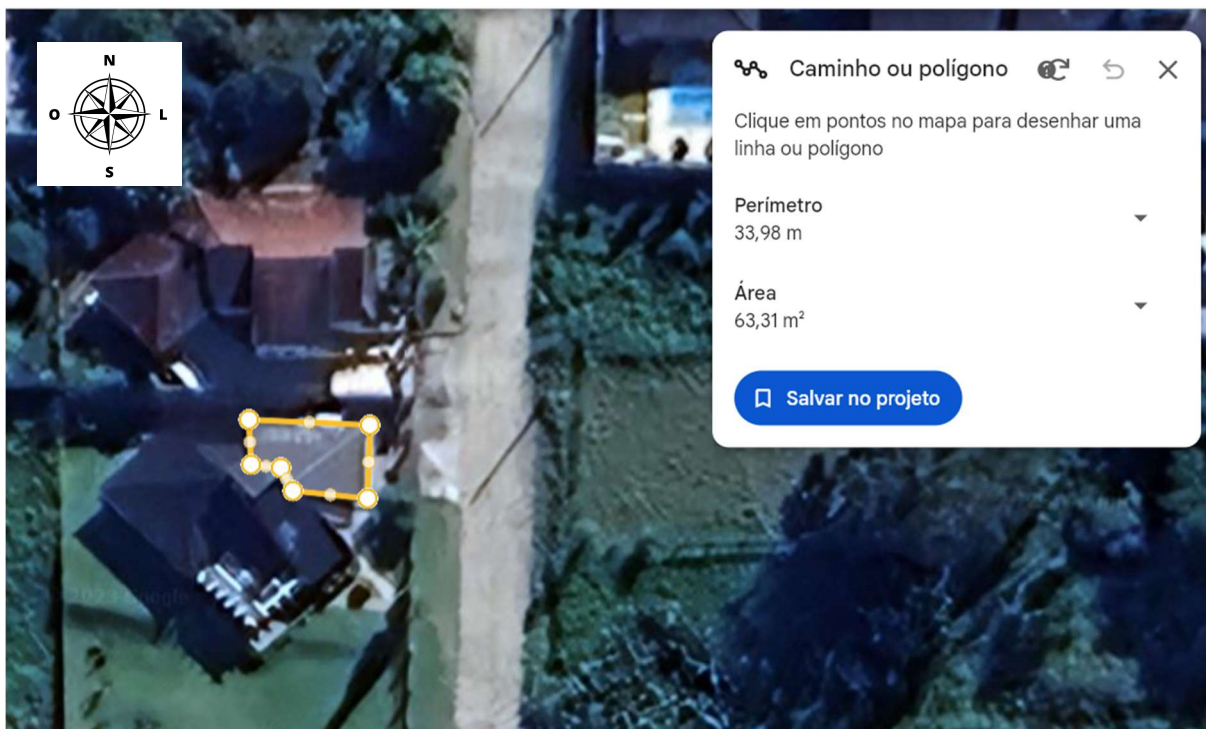 N
O
L
S
Caminho ou polígono
Clique em pontos no mapa para desenhar uma
linha ou polígono
Perímetro
33,98 m
Área
63,31 m²
Salvar no projeto